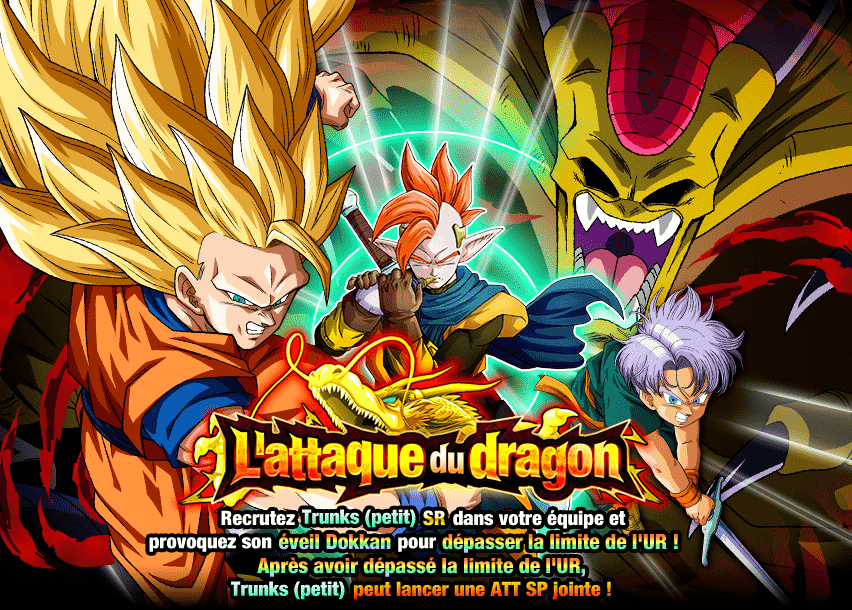 L'attaque du dragon
Recrutez Trunks (petit) SR dans votre équipe et
provoquez son éveil Dokkan pour dépasser la limite de l'UR !
Après avoir dépassé la limite de l'UR,
Trunks (petit) peut lancer une ATT SP jointe !